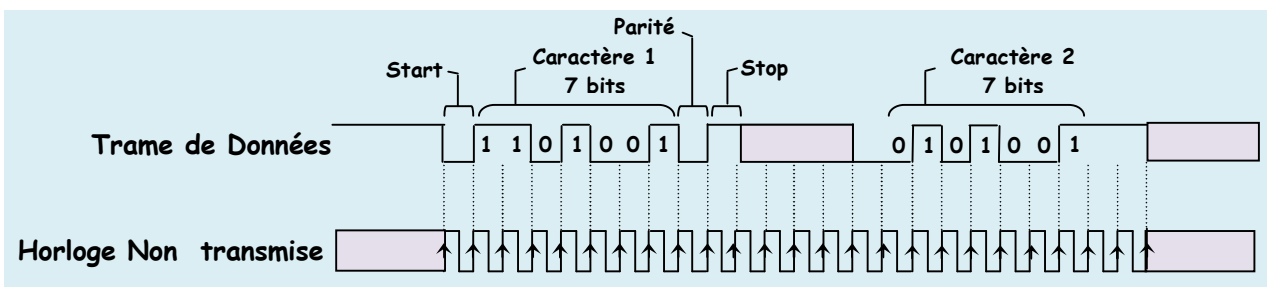 Parité
Start
Caractère 1
7 bits
Stop
Caractère 2
7 bits
Trame de Données
1 1 0 1 0 0 1
0 1 0 1 0 0 1
Horloge Non transmise